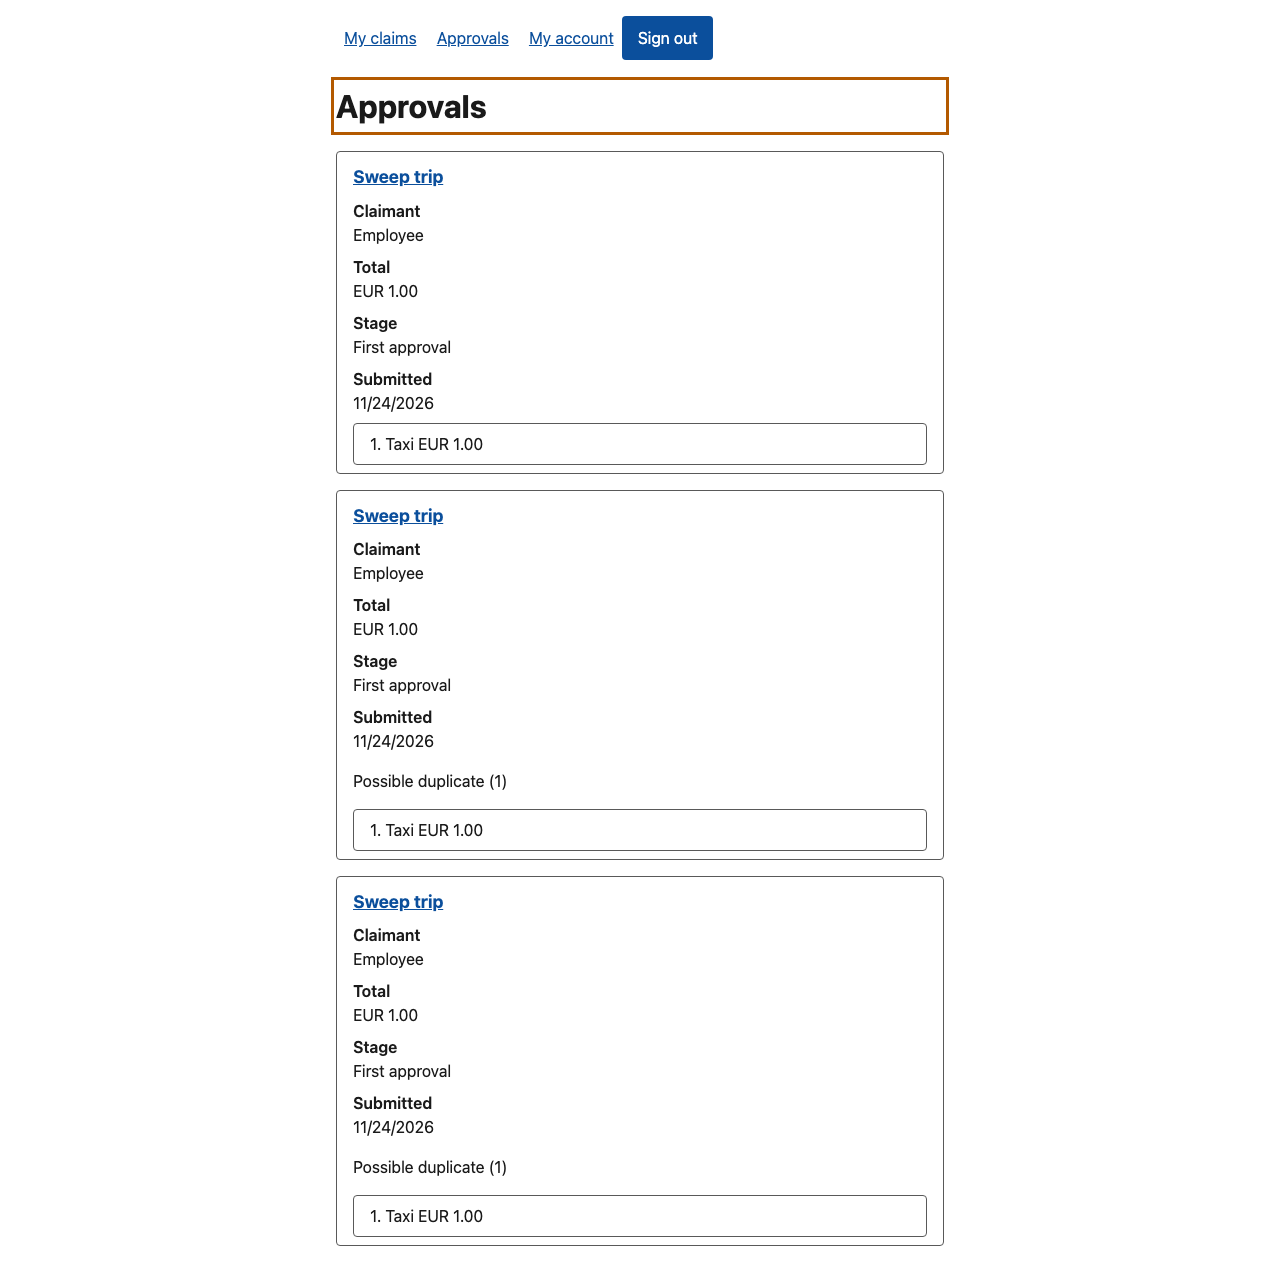 My claims Approvals My account Sign out
Approvals
Sweep trip
Claimant
Employee
Total
EUR 1.00
Stage
First approval
Submitted
11/24/2026
1. Taxi EUR 1.00
Sweep trip
Claimant
Employee
Total
EUR 1.00
Stage
First approval
Submitted
11/24/2026
Possible duplicate (1)
1. Taxi EUR 1.00
Sweep trip
Claimant
Employee
Total
EUR 1.00
Stage
First approval
Submitted
11/24/2026
Possible duplicate (1)
1. Taxi EUR 1.00